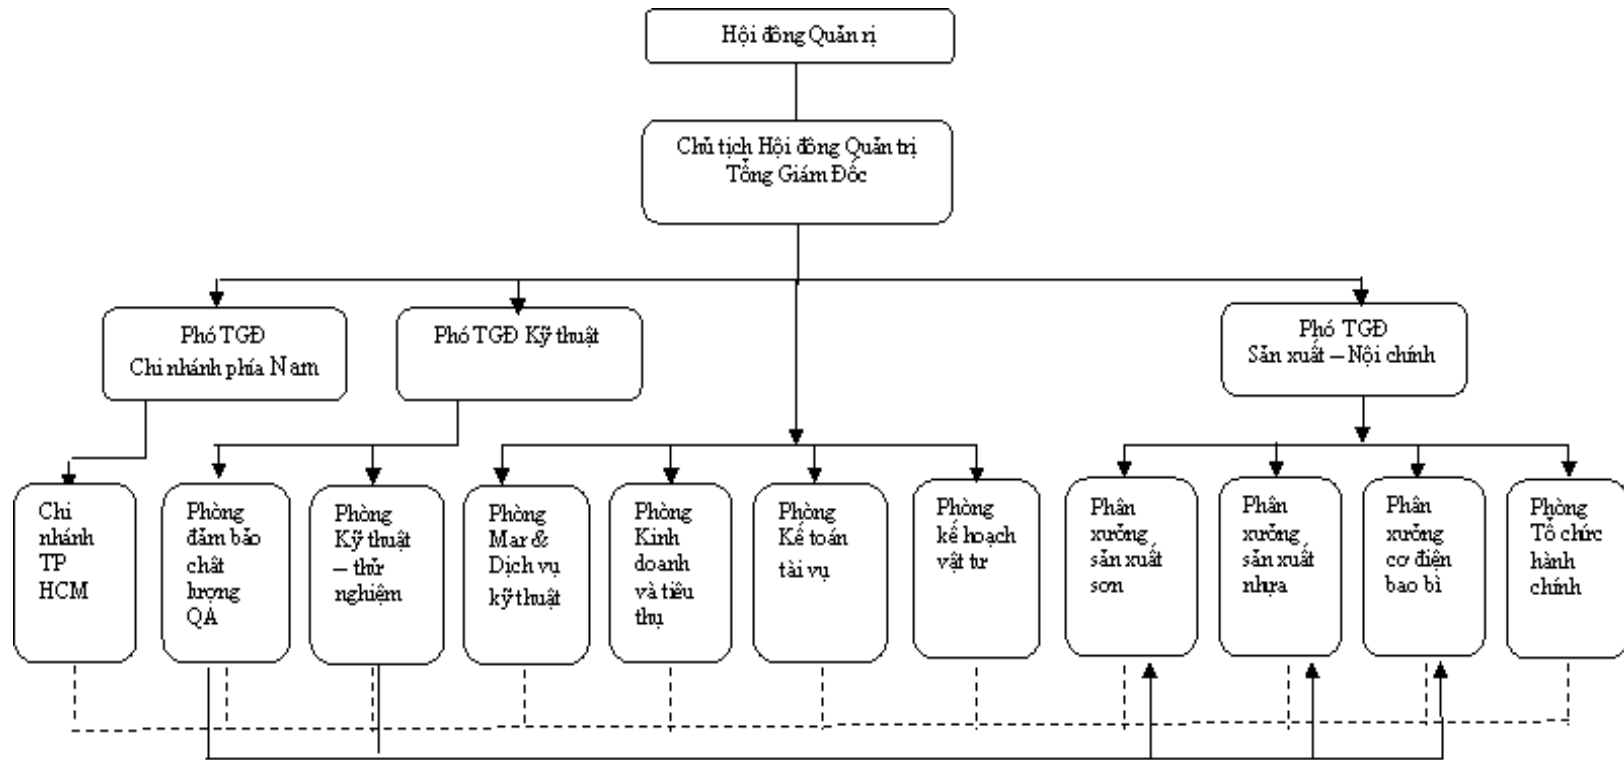 Hội đồng Quản rị
Chủ tịch Hội đồng Quản trị
Tổng Giám Đốc
Phó TGĐ
Chi nhánh phía Nam
Phó TGĐ Kỹ thuật
Phó TGĐ
Sản xuất – Nội chính
Chi
nhánh
TP
HCM
Phòng
đảm bảo
chất
lượng
QA
Phòng
Kỹ thuật
– thử
nghiệm
Phòng
Mar &
Dịch vụ
kỹ thuật
Phòng
Kinh
doanh
và tiêu
thụ
Phòng
Kế toán
tài vụ
Phòng
kế hoạch
vật tư
Phân
xưởng
sản xuất
sơn
Phân
xưởng
sản xuất
nhựa
Phân
xưởng
cơ điện
bao bì
Phòng
Tổ chức
hành
chính